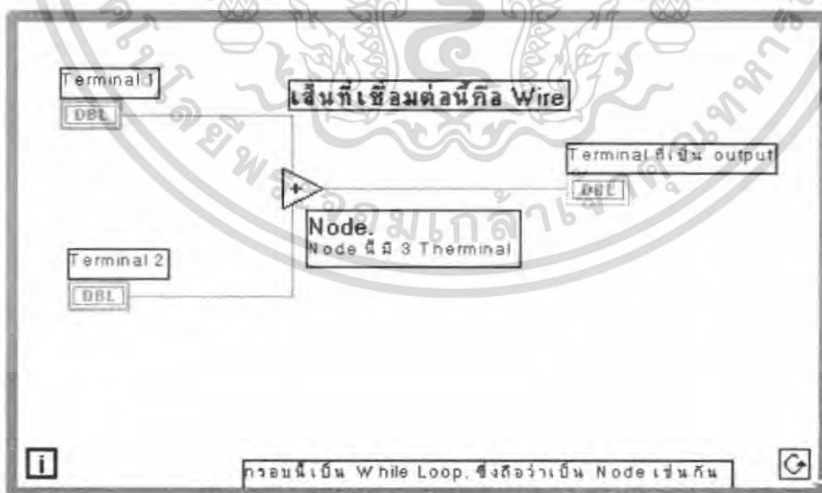 Terminal 1
DBL
เส้นที่เชื่อมต่อนี้คือ Wire
Terminal ที่เป็น output
DBL
+
Node.
Node นี้ มี 3 Therminal
Terminal 2
DBL
i
กรอบนี้เป็น While Loop, ซึ่งถือว่าเป็น Node เช่นกัน